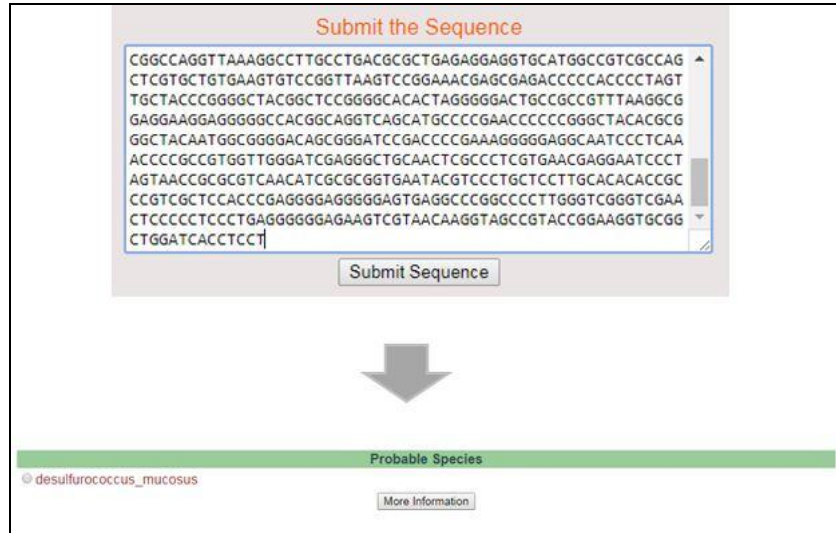 Submit the Sequence
CGGCCAGGTTAAAGGCCTTGCCTGACGCGCTGAGAGGAGGTGCATGGCCGTCGCCAG
CTCGTGCTGTGAAGTGTCCGGTTAAGTCCGGAAACGAGCGAGACCCCCACCCCTAGT
TGCTACCCGGGGCTACGGCTCCGGGGCACACTAGGGGGACTGCCGCCGTTTAAGGCG
GAGGAAGGAGGGGGCCACGGCAGGTCAGCATGCCCCGAACCCCCCGGGCTACACGCG
GGCTACAATGGCGGGGACAGCGGGATCCGACCCCGAAAGGGGGAGGCAATCCCTCAA
ACCCCGCCGTGGTTGGGATCGAGGGCTGCAACTCGCCCTCGTGAACGAGGAATCCCT
AGTAACCGCGCGTCAACATCGCGCGGTGAATACGTCCCTGCTCCTTGCACACACCGC
CCGTCGCTCCACCCGAGGGGAGGGGGAGTGAGGCCCGGCCCCTTGGGTCGGGTCGAA
CTCCCCCTCCCTGAGGGGGGAGAAGTCGTAACAAGGTAGCCGTACCGGAAGGTGCGG
CTGGATCACCTCCT
Submit Sequence
Probable Species
desulfurococcus_mucosus
More Information